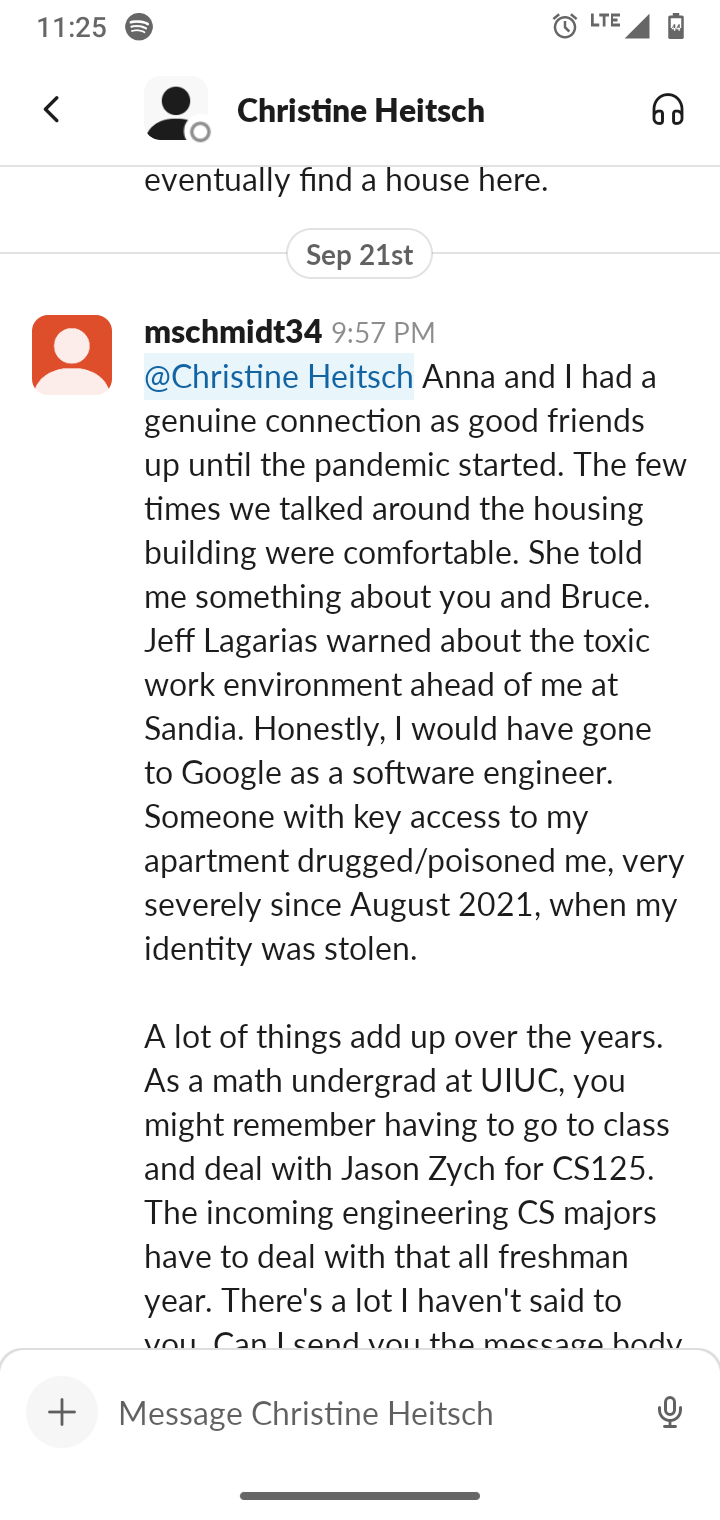 11:25
LTE
44
Christine Heitsch
eventually find a house here.
Sep 21st
mschmidt34 9:57 PM
@Christine Heitsch Anna and I had a
genuine connection as good friends
up until the pandemic started. The few
times we talked around the housing
building were comfortable. She told
me something about you and Bruce.
Jeff Lagarias warned about the toxic
work environment ahead of me at
Sandia. Honestly, I would have gone
to Google as a software engineer.
Someone with key access to my
apartment drugged/poisoned me, very
severely since August 2021, when my
identity was stolen.
A lot of things add up over the years.
As a math undergrad at UIUC, you
might remember having to go to class
and deal with Jason Zych for CS125.
The incoming engineering CS majors
have to deal with that all freshman
year. There's a lot I haven't said to
you. Can I send you the message body
Message Christine Heitsch